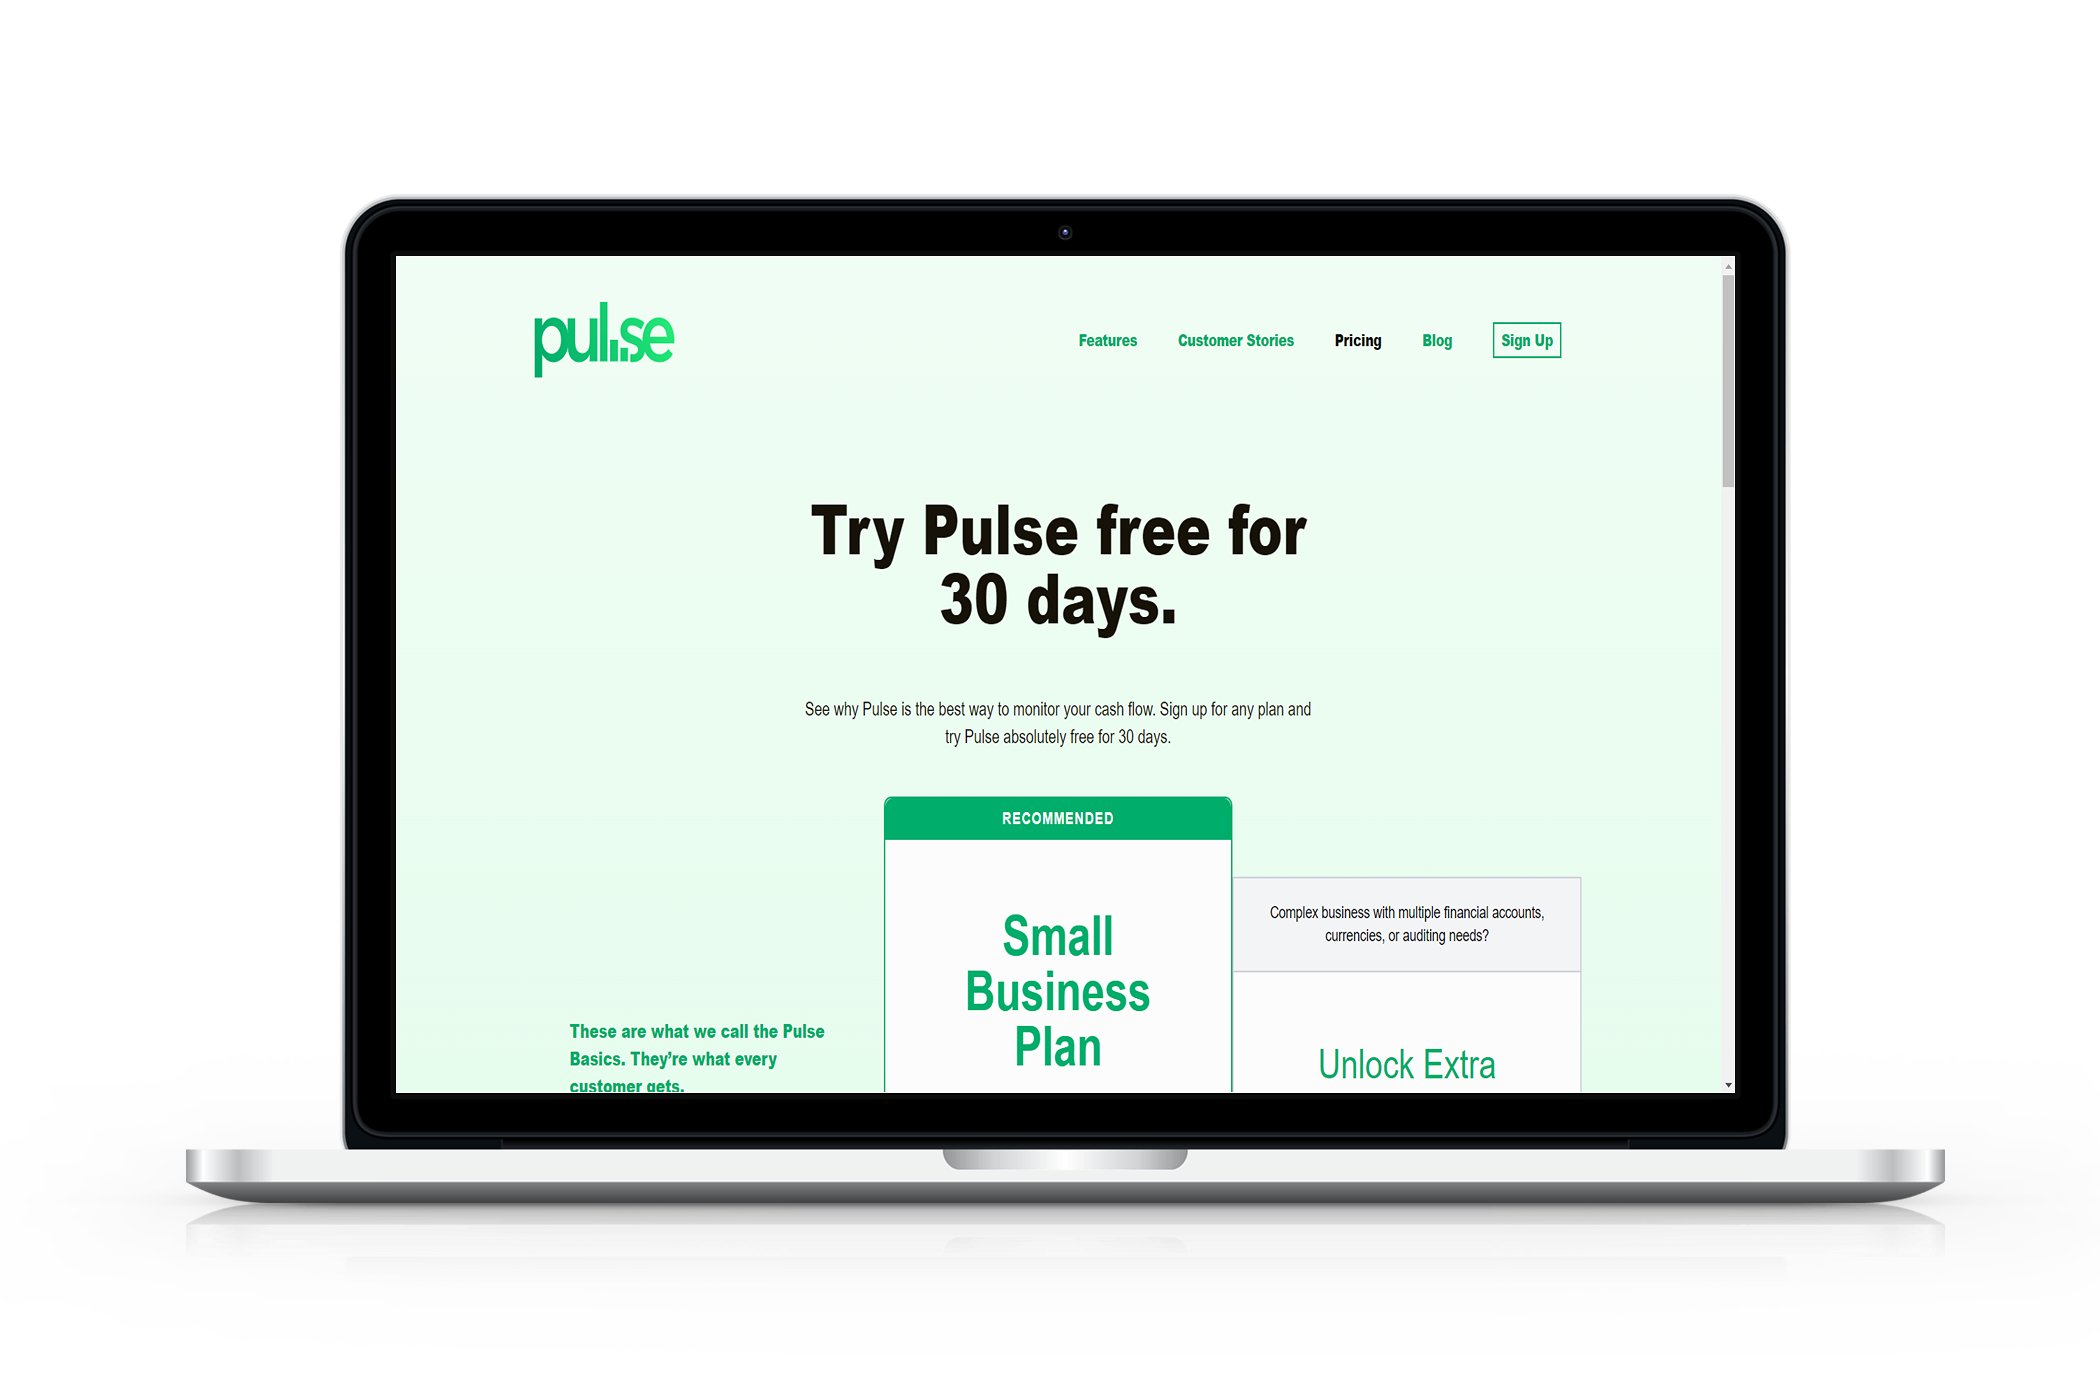 pulse
Features Customer Stories Pricing Blog Sign Up
Try Pulse free for
30 days.
See why Pulse is the best way to monitor your cash flow. Sign up for any plan and
try Pulse absolutely free for 30 days.
RECOMMENDED
Small
Business
Plan
Complex business with multiple financial accounts,
currencies, or auditing needs?
Unlock Extra
These are what we call the Pulse
Basics. They’re what every
customer gets.